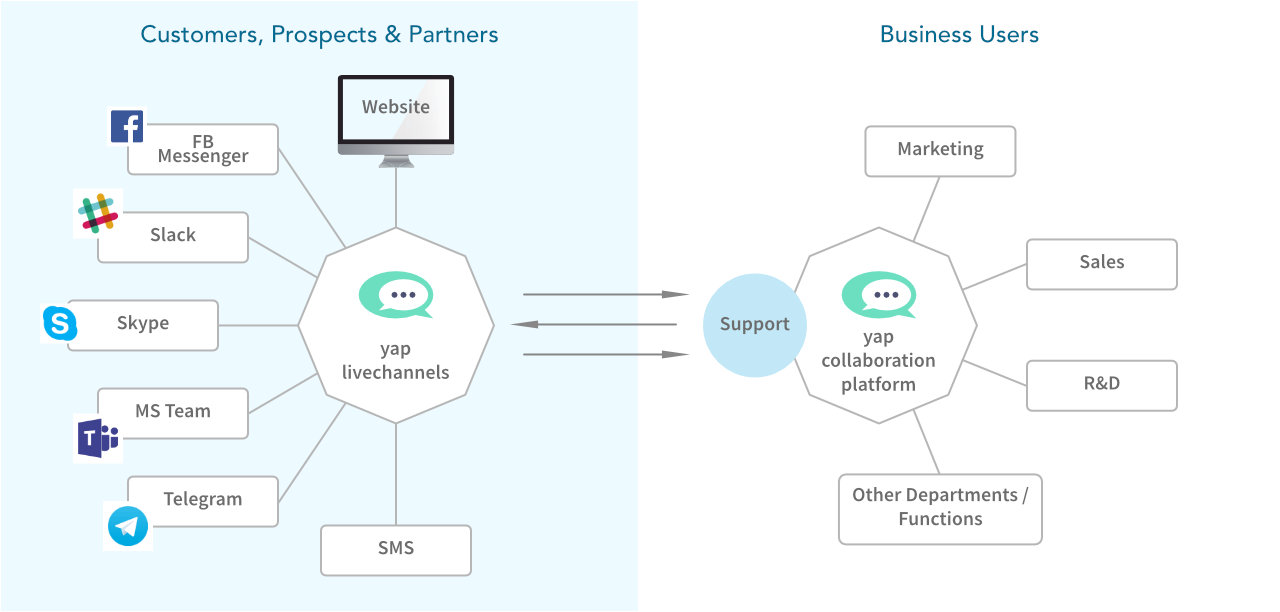 Customers, Prospects & Partners
Website
FB
Messenger
Slack
Skype
MS Team
Telegram
SMS
yap
livechannels
Business Users
Support
yap
collaboration
platform
Marketing
Sales
R&D
Other Departments /
Functions